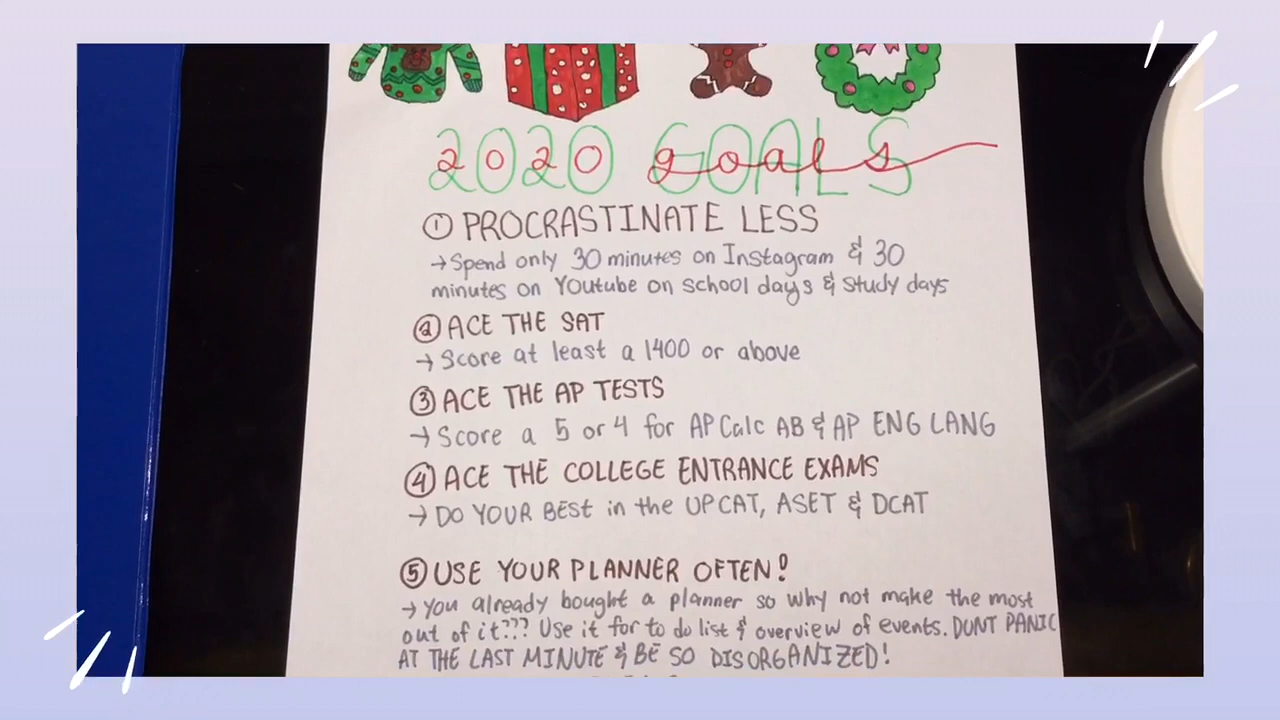 2020 GOALS
2020 goals
① PROCRASTINATE LESS
→ Spend only 30 minutes on Instagram & 30
minutes on Youtube on school days & study days
② ACE THE SAT
→ Score at least a 1400 or above
③ ACE THE AP TESTS
→ Score a 5 or 4 for AP Calc AB & AP ENG LANG
④ ACE THE COLLEGE ENTRANCE EXAMS
→ DO YOUR BEST in the UPCAT, ASET & DCAT
⑤ USE YOUR PLANNER OFTEN!
→ You already bought a planner so why not make the most
out of it??? Use it for to do list & overview of events. DONT PANIC
AT THE LAST MINUTE & BE SO DISORGANIZED!